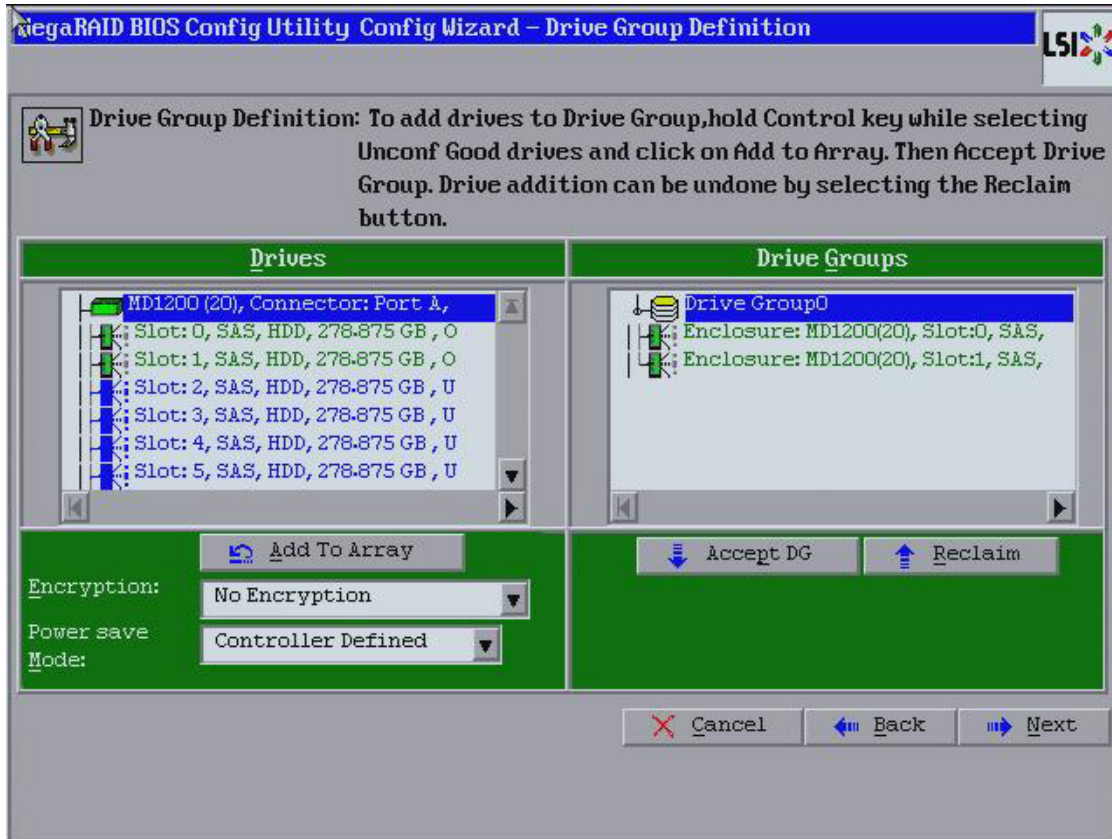 MegaRAID BIOS Config Utility Config Wizard – Drive Group Definition
LSI
Drive Group Definition: To add drives to Drive Group,hold Control key while selecting
Unconf Good drives and click on Add to Array. Then Accept Drive
Group. Drive addition can be undone by selecting the Reclaim
button.
Drives
MD1200 (20), Connector: Port A,
Slot: 0, SAS, HDD, 278.875 GB , O
Slot: 1, SAS, HDD, 278.875 GB , O
Slot: 2, SAS, HDD, 278.875 GB , U
Slot: 3, SAS, HDD, 278.875 GB , U
Slot: 4, SAS, HDD, 278.875 GB , U
Slot: 5, SAS, HDD, 278.875 GB , U
Add To Array
Encryption:
No Encryption
Power save
Mode:
Controller Defined
Drive Groups
Drive Group0
Enclosure: MD1200(20), Slot:0, SAS,
Enclosure: MD1200(20), Slot:1, SAS,
Accept DG
Reclaim
Cancel
Back
Next